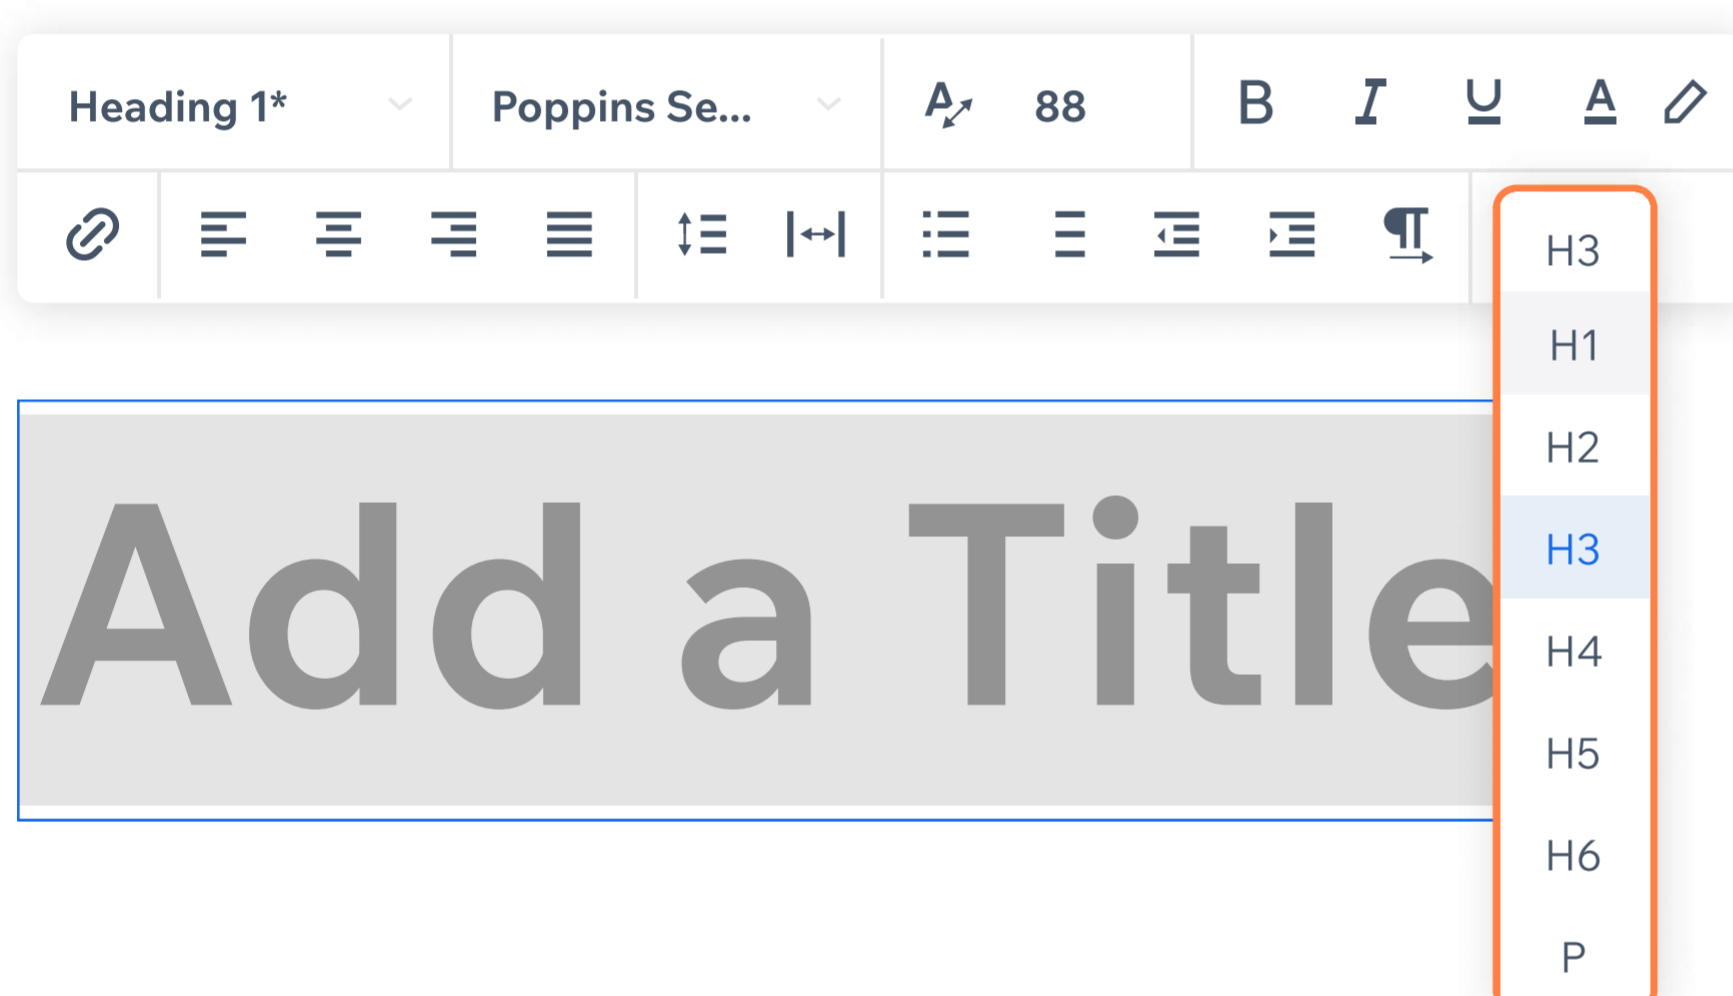 Heading 1* Poppins Se... 88 B I U A
H3
H1
H2
H3
H4
H5
H6
P
Add a Title